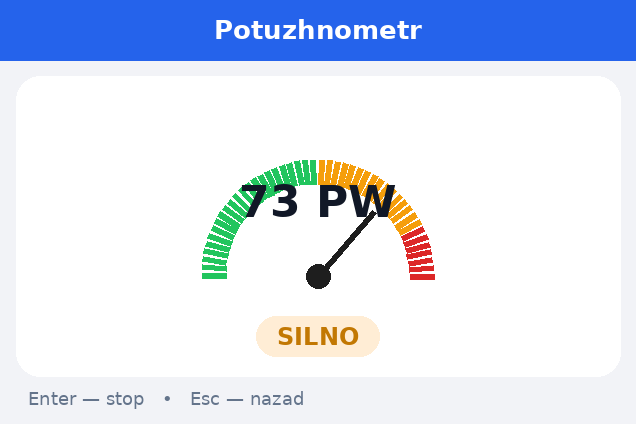 Potuzhnometr
73 PW
SILNO
Enter — stop • Esc — nazad